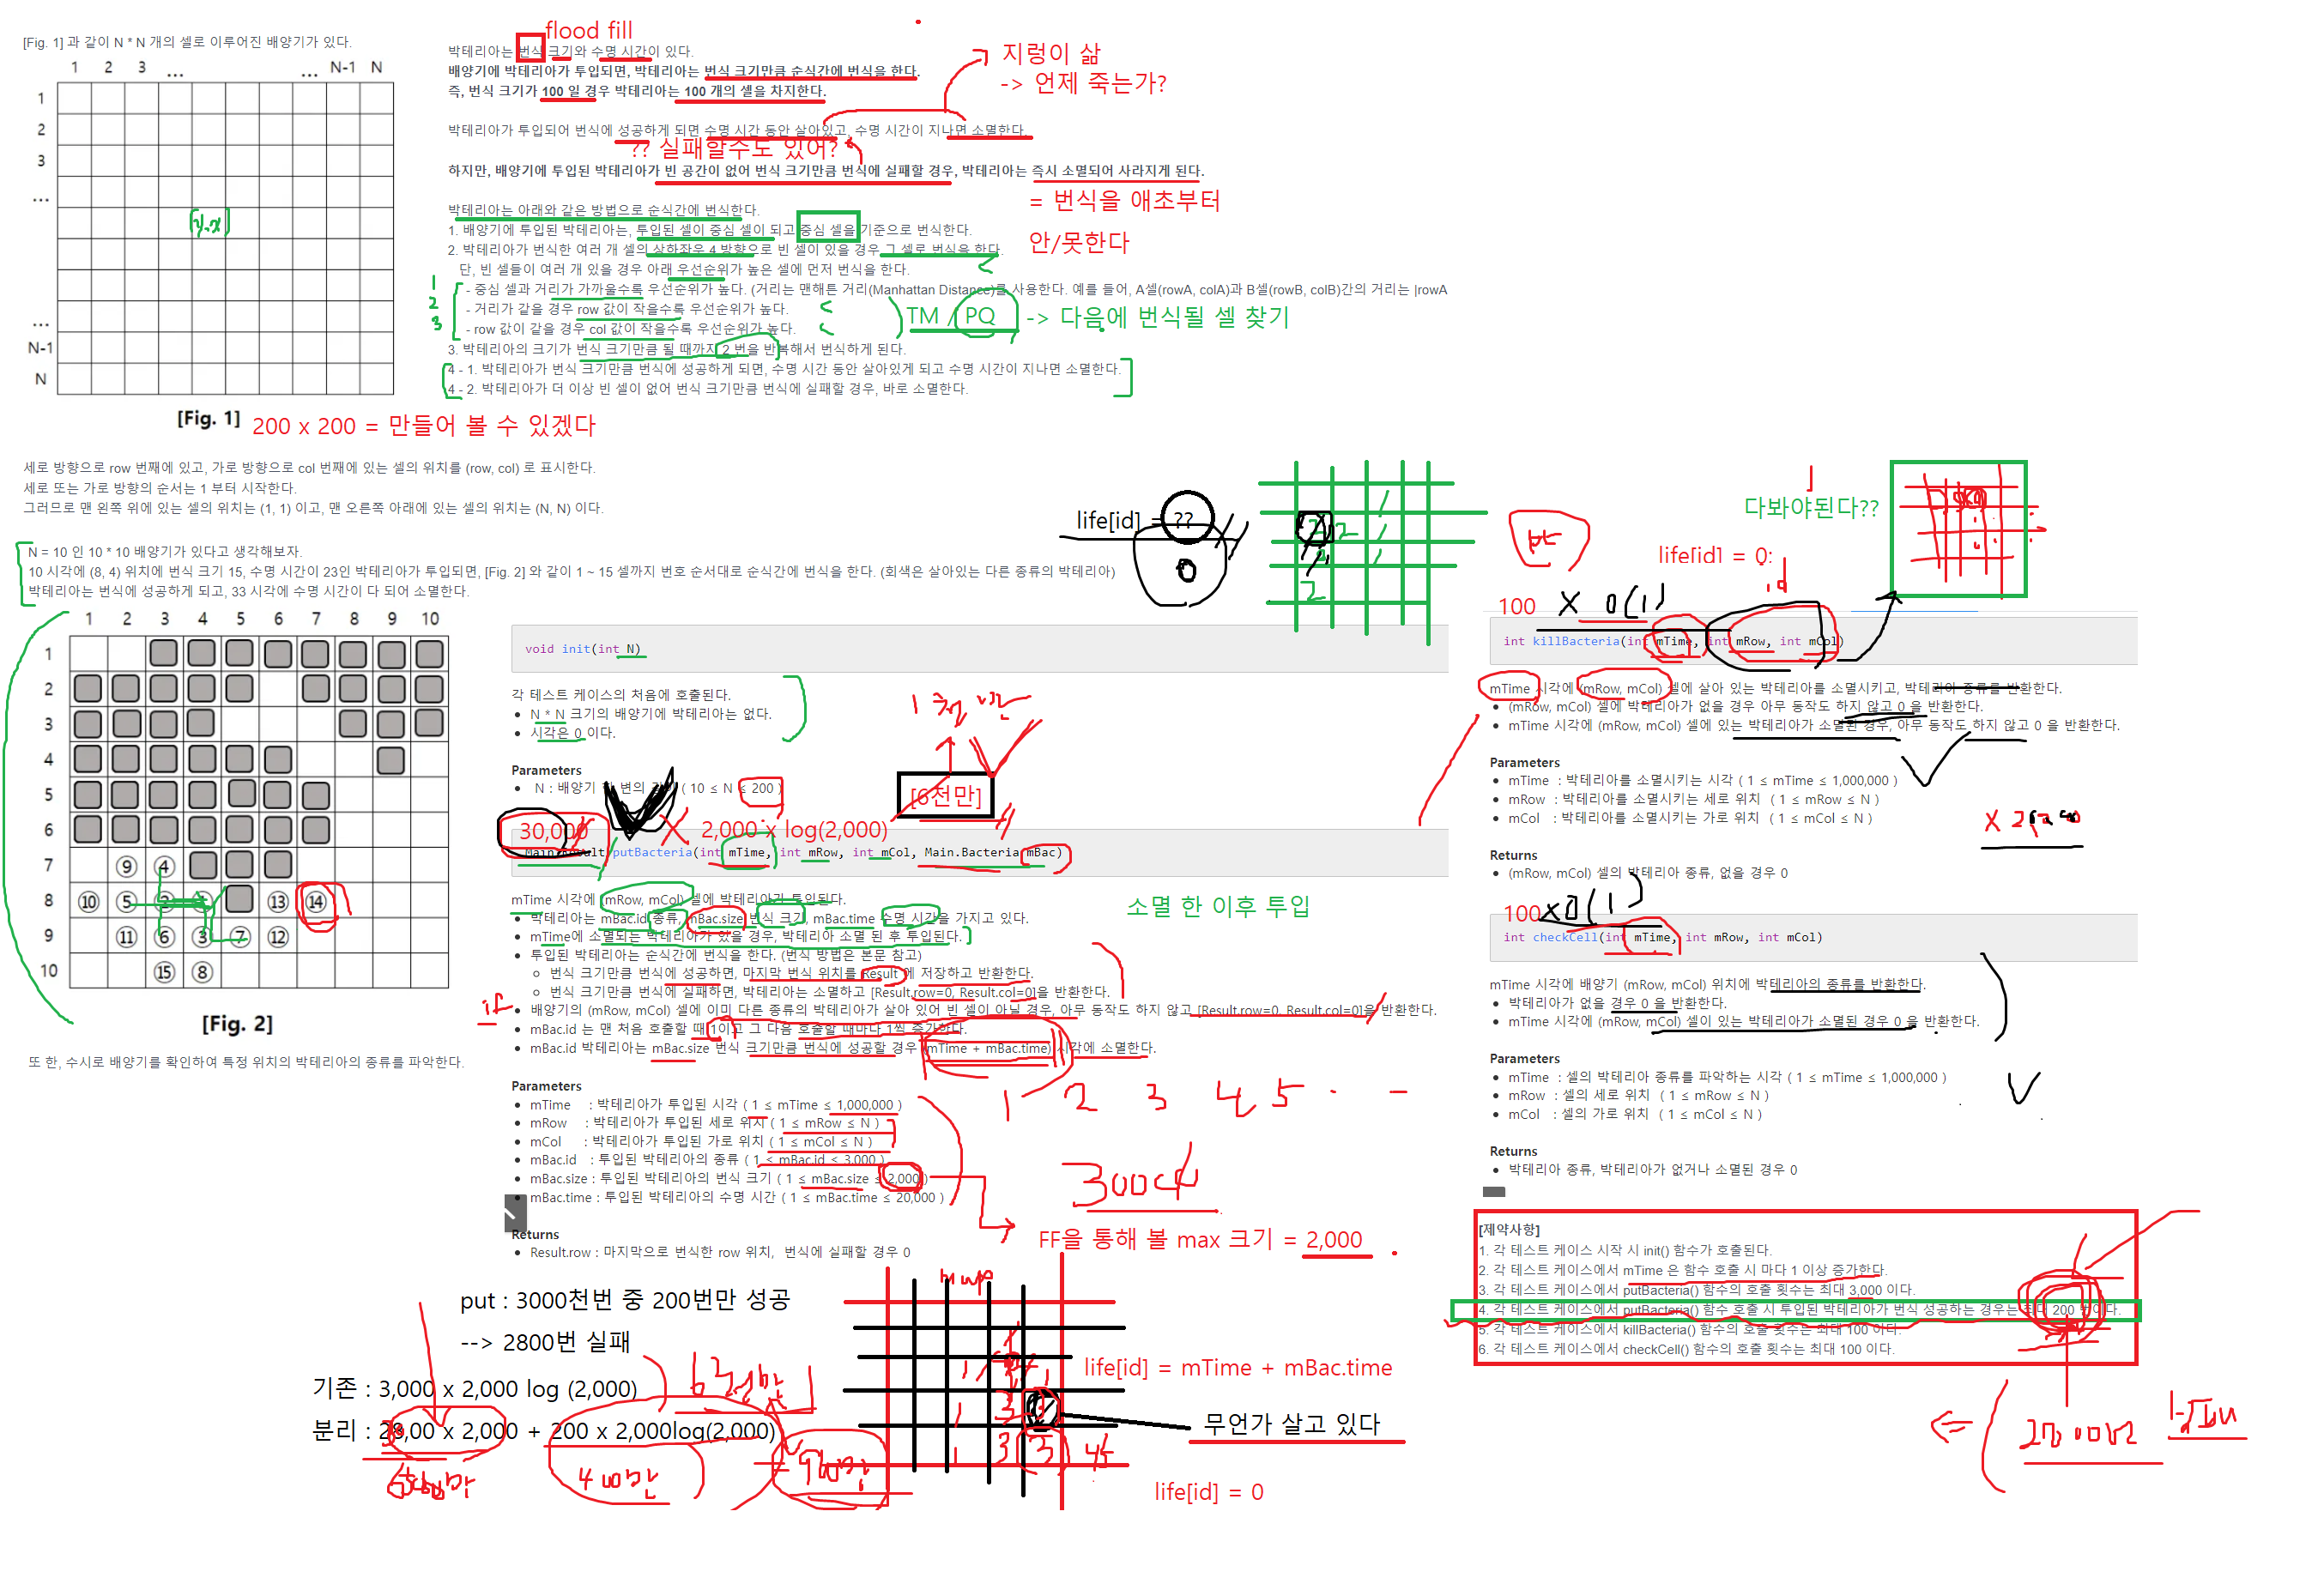 [Fig. 1] 과 같이 N * N 개의 셀로 이루어진 배양기가 있다.
1 2 3 ... ... N-1 N
1
2
3
...
...
N-1
N
[y,x]
[Fig. 1]
200 x 200 = 만들어 볼 수 있겠다
flood fill
박테리아는 번식 크기와 수명 시간이 있다.
배양기에 박테리아가 투입되면, 박테리아는 번식 크기만큼 순식간에 번식을 한다.
즉, 번식 크기가 100 일 경우 박테리아는 100 개의 셀을 차지한다.
지렁이 삶
-> 언제 죽는가?
박테리아가 투입되어 번식에 성공하게 되면 수명 시간 동안 살아있고, 수명 시간이 지나면 소멸한다.
?? 실패할수도 있어?
하지만, 배양기에 투입된 박테리아가 빈 공간이 없어 번식 크기만큼 번식에 실패할 경우, 박테리아는 즉시 소멸되어 사라지게 된다.
= 번식을 애초부터
안/못한다
박테리아는 아래와 같은 방법으로 순식간에 번식한다.
1. 배양기에 투입된 박테리아는, 투입된 셀이 중심 셀이 되고 중심 셀을 기준으로 번식한다.
2. 박테리아가 번식한 여러 개 셀의 상하좌우 4 방향으로 빈 셀이 있을 경우 그 셀로 번식을 한다.
단, 빈 셀들이 여러 개 있을 경우 아래 우선순위가 높은 셀에 먼저 번식을 한다.
1
2
3
- 중심 셀과 거리가 가까울수록 우선순위가 높다. (거리는 맨해튼 거리(Manhattan Distance)를 사용한다. 예를 들어, A셀(rowA, colA)과 B셀(rowB, colB)간의 거리는 |rowA
- 거리가 같을 경우 row 값이 작을수록 우선순위가 높다.
- row 값이 같을 경우 col 값이 작을수록 우선순위가 높다.
TM / PQ -> 다음에 번식될 셀 찾기
3. 박테리아의 크기가 번식 크기만큼 될 때까지 2 번을 반복해서 번식하게 된다.
4 - 1. 박테리아가 번식 크기만큼 번식에 성공하게 되면, 수명 시간 동안 살아있게 되고 수명 시간이 지나면 소멸한다.
4 - 2. 박테리아가 더 이상 빈 셀이 없어 번식 크기만큼 번식에 실패할 경우, 바로 소멸한다.
세로 방향으로 row 번째에 있고, 가로 방향으로 col 번째에 있는 셀의 위치를 (row, col) 로 표시한다.
세로 또는 가로 방향의 순서는 1 부터 시작한다.
그러므로 맨 왼쪽 위에 있는 셀의 위치는 (1, 1) 이고, 맨 오른쪽 아래에 있는 셀의 위치는 (N, N) 이다.
N = 10 인 10 * 10 배양기가 있다고 생각해보자.
10 시각에 (8, 4) 위치에 번식 크기 15, 수명 시간이 23인 박테리아가 투입되면, [Fig. 2] 와 같이 1 ~ 15 셀까지 번호 순서대로 순식간에 번식을 한다. (회색은 살아있는 다른 종류의 박테리아)
박테리아는 번식에 성공하게 되고, 33 시각에 수명 시간이 다 되어 소멸한다.
life[id] = ??
0
2 2
2
1 2 3 4 5 6 7 8 9 10
1
2
3
4
5
6
7 ⑨ ④
8 ⑩ ⑤ ② ⑬ ⑭
9 ⑪ ⑥ ③ ⑦ ⑫
10 ⑮ ⑧
[Fig. 2]
또 한, 수시로 배양기를 확인하여 특정 위치의 박테리아의 종류를 파악한다.
void init(int N)
각 테스트 케이스의 처음에 호출된다.
• N * N 크기의 배양기에 박테리아는 없다.
• 시각은 0 이다.
Parameters
• N : 배양기 한 변의 길이 ( 10 ≤ N ≤ 200 )
[6천만]
30,000 X 2,000 x log(2,000)
Main.Result putBacteria(int mTime, int mRow, int mCol, Main.Bacteria mBac)
mTime 시각에 (mRow, mCol) 셀에 박테리아가 투입된다.
소멸 한 이후 투입
• 박테리아는 mBac.id 종류, mBac.size 번식 크기, mBac.time 수명 시간을 가지고 있다.
• mTime에 소멸되는 박테리아가 있을 경우, 박테리아 소멸 된 후 투입된다.
• 투입된 박테리아는 순식간에 번식을 한다. (번식 방법은 본문 참고)
○ 번식 크기만큼 번식에 성공하면, 마지막 번식 위치를 Result 에 저장하고 반환한다.
○ 번식 크기만큼 번식에 실패하면, 박테리아는 소멸하고 [Result.row=0, Result.col=0]을 반환한다.
if
• 배양기의 (mRow, mCol) 셀에 이미 다른 종류의 박테리아가 살아 있어 빈 셀이 아닐 경우, 아무 동작도 하지 않고 [Result.row=0, Result.col=0]을 반환한다.
• mBac.id 는 맨 처음 호출할 때 1이고 그 다음 호출할 때마다 1씩 증가한다.
• mBac.id 박테리아는 mBac.size 번식 크기만큼 번식에 성공할 경우 (mTime + mBac.time) 시각에 소멸한다.
1 2 3 4 5 . -
Parameters
• mTime : 박테리아가 투입된 시각 ( 1 ≤ mTime ≤ 1,000,000 )
• mRow : 박테리아가 투입된 세로 위치 ( 1 ≤ mRow ≤ N )
• mCol : 박테리아가 투입된 가로 위치 ( 1 ≤ mCol ≤ N )
• mBac.id : 투입된 박테리아의 종류 ( 1 ≤ mBac.id ≤ 3,000 )
• mBac.size : 투입된 박테리아의 번식 크기 ( 1 ≤ mBac.size ≤ 2,000 )
• mBac.time : 투입된 박테리아의 수명 시간 ( 1 ≤ mBac.time ≤ 20,000 )
FF을 통해 볼 max 크기 = 2,000
Returns
• Result.row : 마지막으로 번식한 row 위치, 번식에 실패할 경우 0
put : 3000천번 중 200번만 성공
--> 2800번 실패
기존 : 3,000 x 2,000 log (2,000)
분리 : 28,00 x 2,000 + 200 x 2,000log(2,000)
map
life[id] = mTime + mBac.time
무언가 살고 있다
life[id] = 0
다봐야된다??
life[id] = 0:
id
100 X O(1)
int killBacteria(int mTime, int mRow, int mCol)
mTime 시각에 (mRow, mCol) 셀에 살아 있는 박테리아를 소멸시키고, 박테리아 종류를 반환한다.
• (mRow, mCol) 셀에 박테리아가 없을 경우 아무 동작도 하지 않고 0 을 반환한다.
• mTime 시각에 (mRow, mCol) 셀에 있는 박테리아가 소멸된 경우, 아무 동작도 하지 않고 0 을 반환한다.
Parameters
• mTime : 박테리아를 소멸시키는 시각 ( 1 ≤ mTime ≤ 1,000,000 )
• mRow : 박테리아를 소멸시키는 세로 위치 ( 1 ≤ mRow ≤ N )
• mCol : 박테리아를 소멸시키는 가로 위치 ( 1 ≤ mCol ≤ N )
Returns
• (mRow, mCol) 셀의 박테리아 종류, 없을 경우 0
100 x O(1)
int checkCell(int mTime, int mRow, int mCol)
mTime 시각에 배양기 (mRow, mCol) 위치에 박테리아의 종류를 반환한다.
• 박테리아가 없을 경우 0 을 반환한다.
• mTime 시각에 (mRow, mCol) 셀이 있는 박테리아가 소멸된 경우 0 을 반환한다.
Parameters
• mTime : 셀의 박테리아 종류를 파악하는 시각 ( 1 ≤ mTime ≤ 1,000,000 )
• mRow : 셀의 세로 위치 ( 1 ≤ mRow ≤ N )
• mCol : 셀의 가로 위치 ( 1 ≤ mCol ≤ N )
Returns
• 박테리아 종류, 박테리아가 없거나 소멸된 경우 0
[제약사항]
1. 각 테스트 케이스 시작 시 init() 함수가 호출된다.
2. 각 테스트 케이스에서 mTime 은 함수 호출 시 마다 1 이상 증가한다.
3. 각 테스트 케이스에서 putBacteria() 함수의 호출 횟수는 최대 3,000 이다.
4. 각 테스트 케이스에서 putBacteria() 함수 호출 시 투입된 박테리아가 번식 성공하는 경우는 최대 200 번이다.
5. 각 테스트 케이스에서 killBacteria() 함수의 호출 횟수는 최대 100 이다.
6. 각 테스트 케이스에서 checkCell() 함수의 호출 횟수는 최대 100 이다.